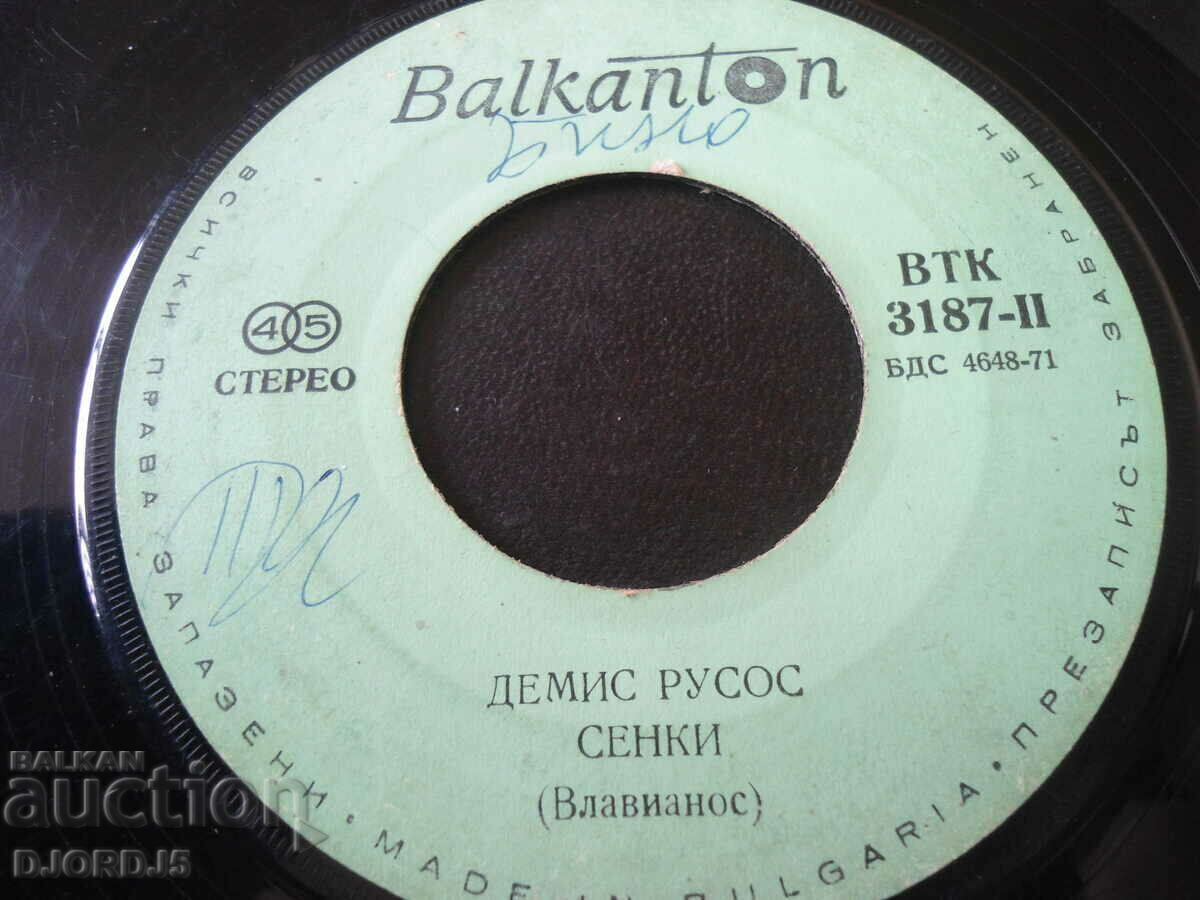 Balkanton
ВТК
3187-II
БДС 4648-71
45
СТЕРЕО
ДЕМИС РУСОС
СЕНКИ
(Влавианос)
ВСИЧКИ ПРАВА ЗАПАЗЕНИ • MADE IN BULGARIA • ПРЕЗАПИСЪТ ЗАБРАНЕН
BALKAN
auction
DJORDJ5